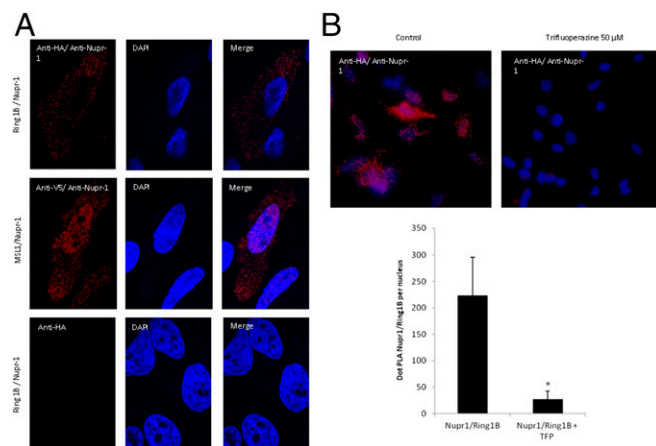 A
Anti-HA/ Anti-Nupr-
1
DAPI
Merge
Ring1B / Nupr-1
Anti-V5/ Anti-Nupr-1
DAPI
Merge
MSL1/Nupr-1
Anti-HA
DAPI
Merge
Ring1B / Nupr-1
B
Control
Trifluoperazine 50 µM
Anti-HA/ Anti-Nupr-
1
Anti-HA/ Anti-Nupr-
1
Dot PLA Nupr1/Ring1B per nucleus
350
300
250
200
150
100
50
0
*
Nupr1/Ring1B
Nupr1/Ring1B +
TFP